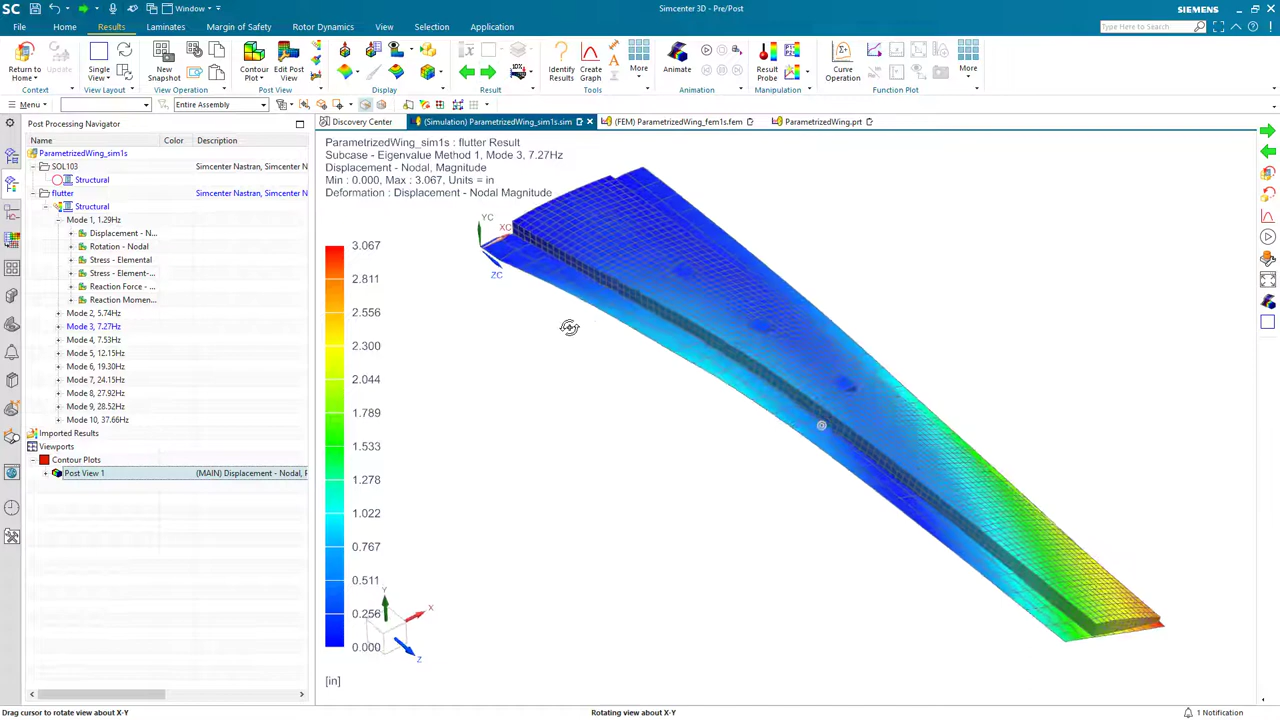 SC Window Simcenter 3D - Pre/Post SIEMENS
File Home Results Laminates Margin of Safety Rotor Dynamics View Selection Application Type Here to Search
Return to Home Update Single View New Snapshot Contour Plot Edit Post View Identify Results Create Graph More Animate Result Probe Curve Operation More
Context View Layout View Operation Post View Display Result Tools Animation Manipulation Function Plot
Menu Entire Assembly
Post Processing Navigator Discovery Center (Simulation) ParametrizedWing_sim1s.sim (FEM) ParametrizedWing_fem1s.fem ParametrizedWing.prt
Name Color Description
ParametrizedWing_sim1s
SOL103 Simcenter Nastran, Simcenter Na
Structural
flutter Simcenter Nastran, Simcenter Na
Structural
Mode 1, 1.29Hz
Displacement - N...
Rotation - Nodal
Stress - Elemental
Stress - Element-...
Reaction Force - ...
Reaction Momen...
Mode 2, 5.74Hz
Mode 3, 7.27Hz
Mode 4, 7.53Hz
Mode 5, 12.15Hz
Mode 6, 19.30Hz
Mode 7, 24.15Hz
Mode 8, 27.92Hz
Mode 9, 28.52Hz
Mode 10, 37.66Hz
Imported Results
Viewports
Contour Plots
Post View 1 (MAIN) Displacement - Nodal,
ParametrizedWing_sim1s : flutter Result
Subcase - Eigenvalue Method 1, Mode 3, 7.27Hz
Displacement - Nodal, Magnitude
Min : 0.000, Max : 3.067, Units = in
Deformation : Displacement - Nodal Magnitude
YC
XC
ZC
3.067
2.811
2.556
2.300
2.044
1.789
1.533
1.278
1.022
0.767
0.511
0.256
0.000
Y
X
Z
[in]
Drag cursor to rotate view about X-Y Rotating view about X-Y 1 Notification